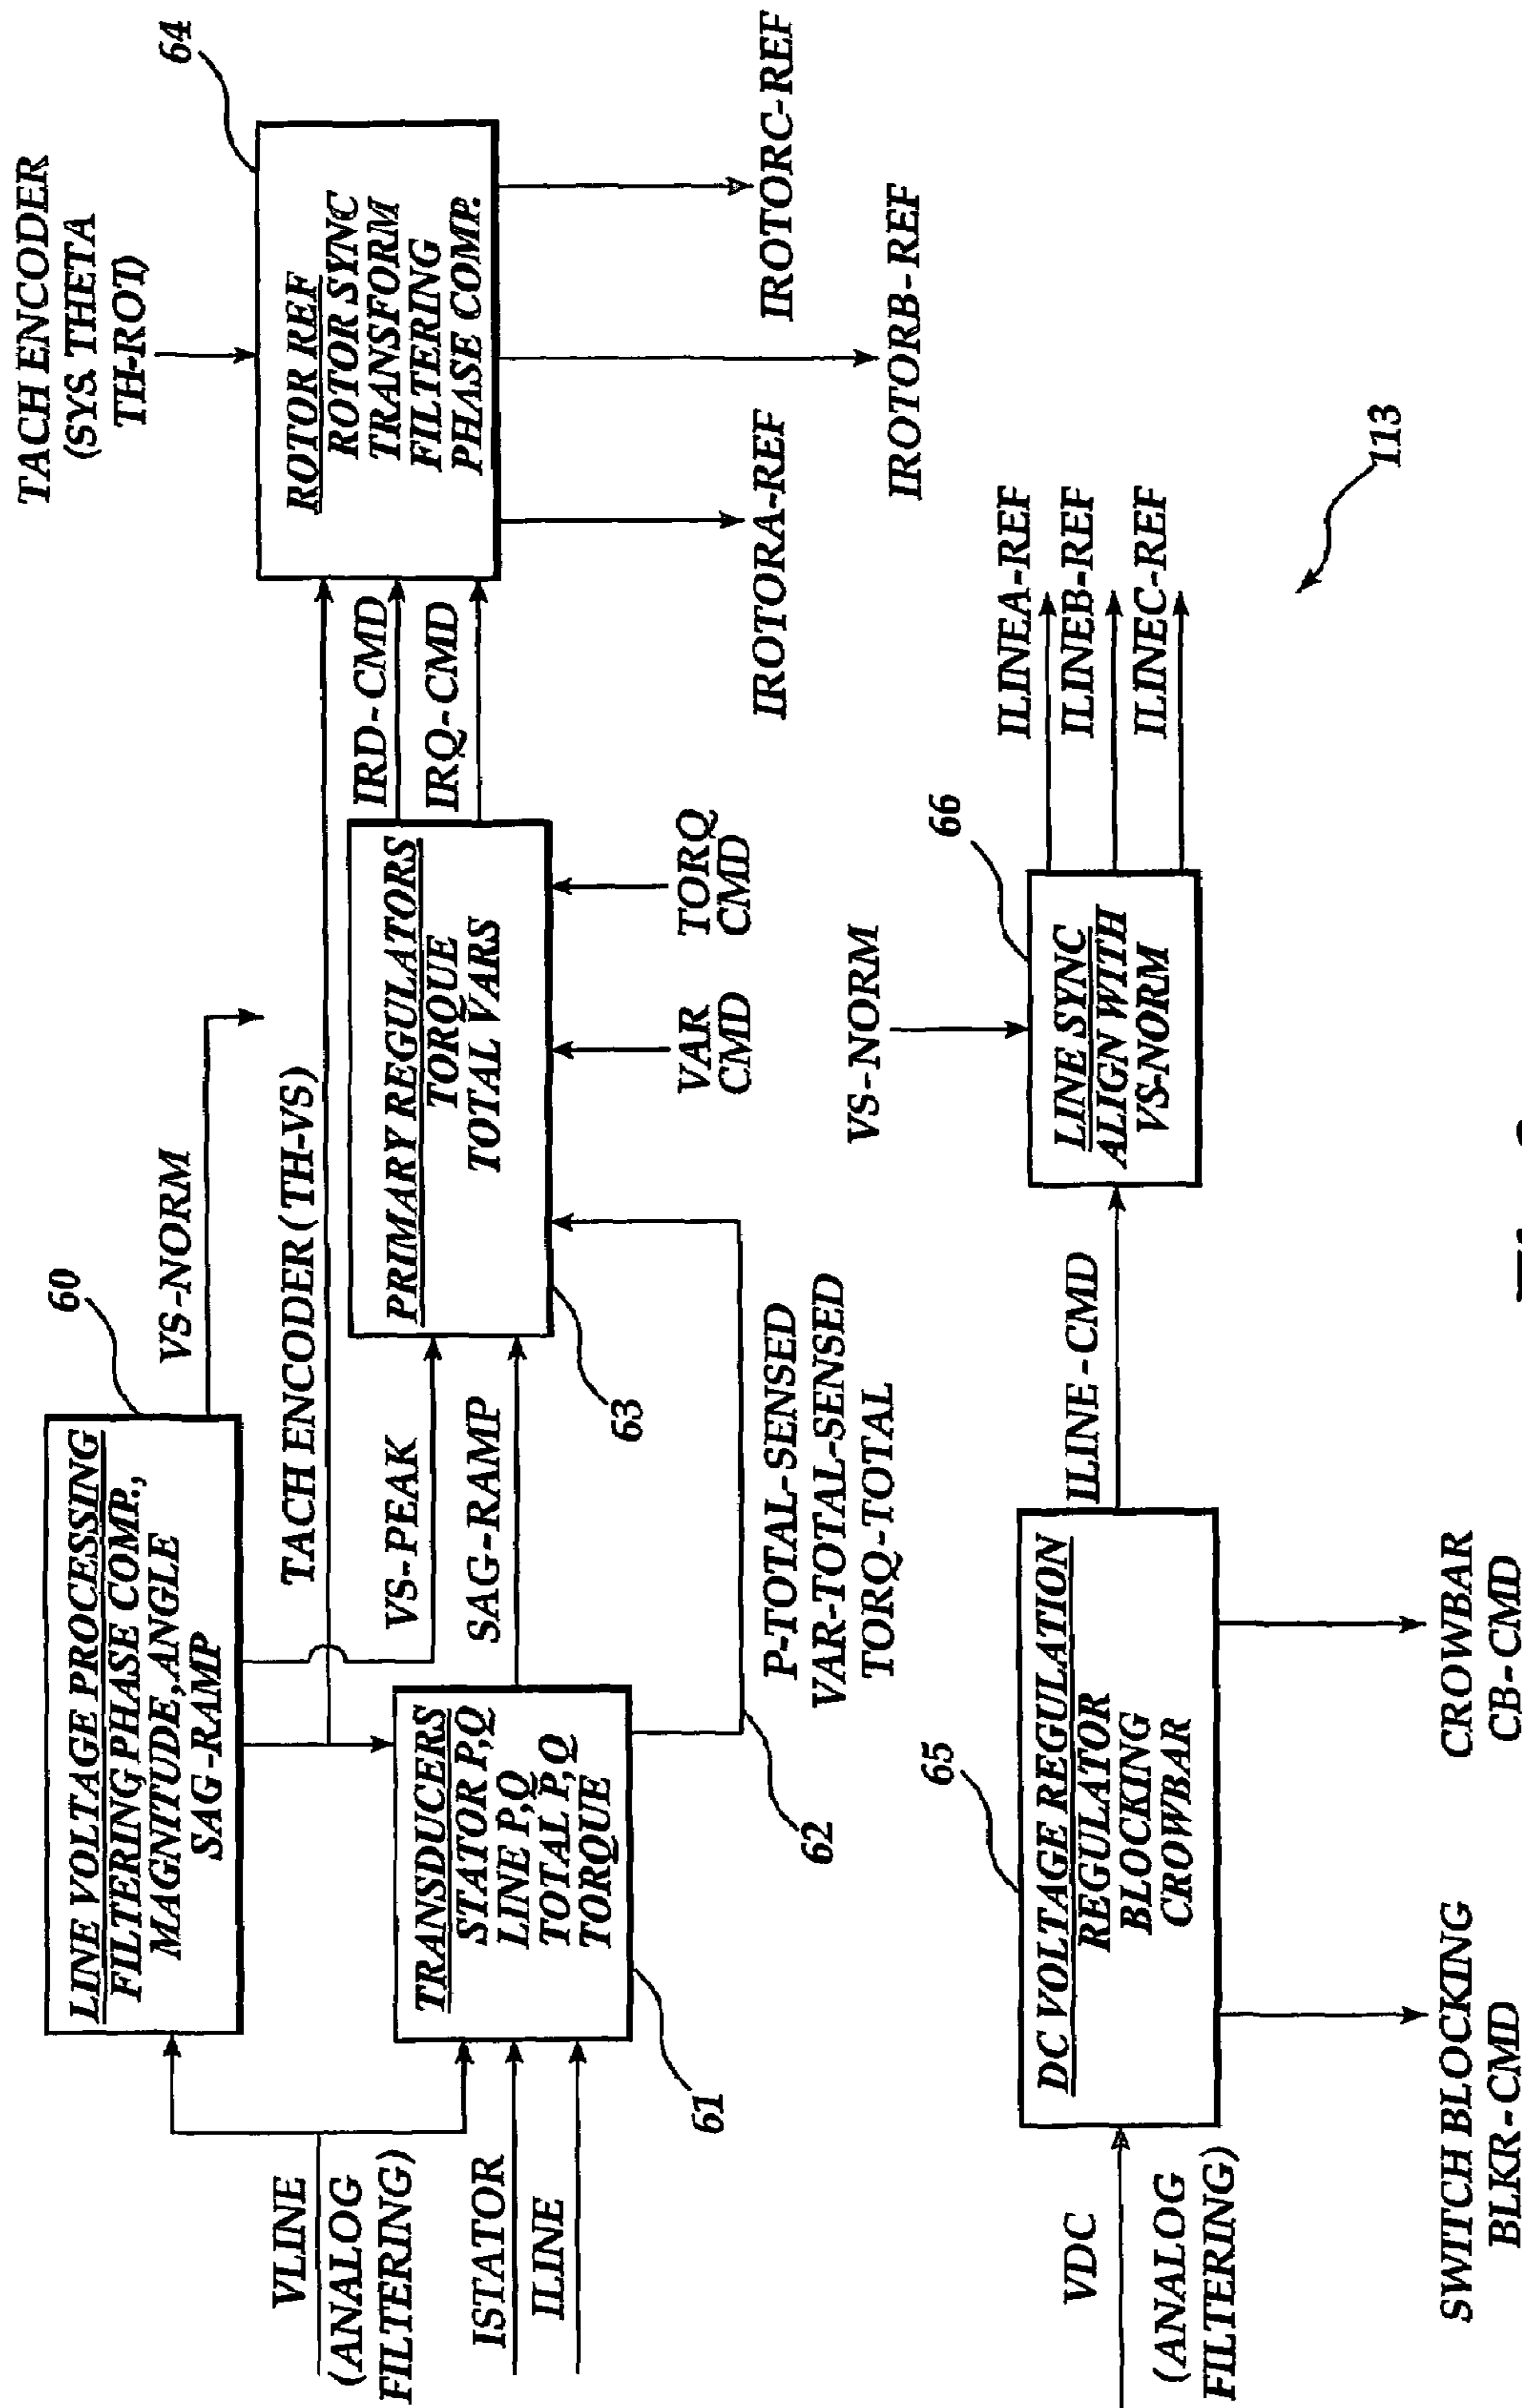 VLINE
(ANALOG
FILTERING)
ISTATOR
ILINE
LINE VOLTAGE PROCESSING
FILTERING PHASE COMP.,
MAGNITUDE, ANGLE
SAG-RAMP
60
VS-NORM
TACH ENCODER (TH-VS)
TRANSDUCERS
STATOR P,Q
LINE P,Q
TOTAL P,Q
TORQUE
61
VS-PEAK
SAG-RAMP
62
P-TOTAL-SENSED
VAR-TOTAL-SENSED
TORQ-TOTAL
PRIMARY REGULATORS
TORQUE
TOTAL VARS
63
VAR
CMD
TORQ
CMD
IRD-CMD
IRQ-CMD
TACH ENCODER
(SYS. THETA
TH-ROT)
64
ROTOR REF
ROTOR SYNC
TRANSFORM
FILTERING
PHASE COMP.
IROTORA-REF
IROTORB-REF
IROTORC-REF
VDC
(ANALOG
FILTERING)
65
DC VOLTAGE REGULATION
REGULATOR
BLOCKING
CROWBAR
SWITCH BLOCKING
BLKR-CMD
CROWBAR
CB-CMD
ILINE-CMD
VS-NORM
66
LINE SYNC
ALIGN WITH
VS-NORM
ILINEA-REF
ILINEB-REF
ILINEC-REF
113